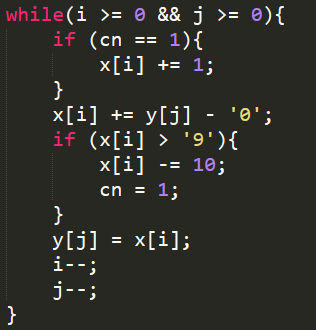 while(i >= 0 && j >= 0){
    if (cn == 1){
        x[i] += 1;
    }
    x[i] += y[j] - '0';
    if (x[i] > '9'){
        x[i] -= 10;
        cn = 1;
    }
    y[j] = x[i];
    i--;
    j--;
}